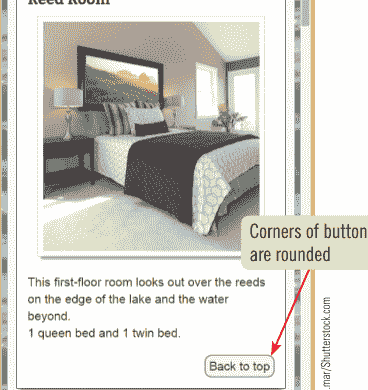 Reed Room
Corners of button
are rounded
This first-floor room looks out over the reeds
on the edge of the lake and the water
beyond.
1 queen bed and 1 twin bed.
Back to top
.mar/Shutterstock.com